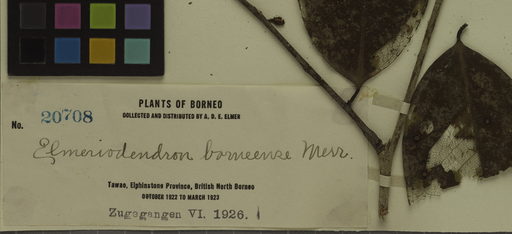 PLANTS OF BORNEO
COLLECTED AND DISTRIBUTED BY A. D. E. ELMER
No. 20708
Elmeriodendron borneense Merr.
Tawao, Elphinstone Province, British North Borneo
OCTOBER 1922 TO MARCH 1923
Zugegangen VI. 1926.